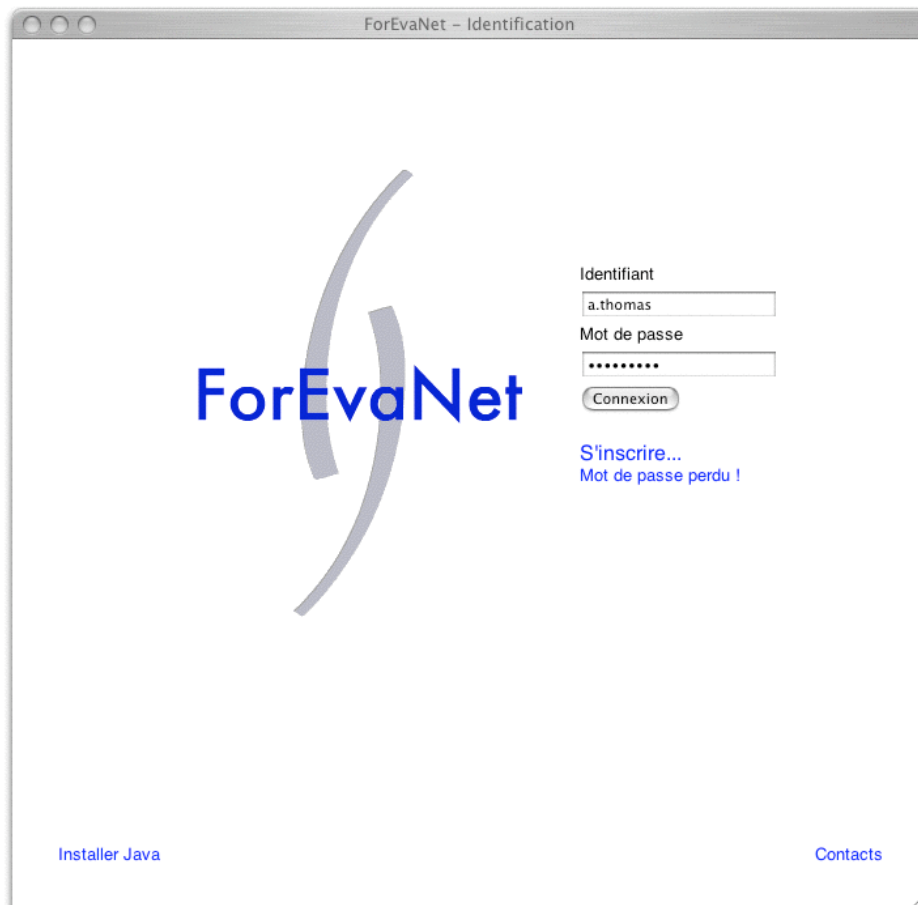 ForEvaNet – Identification
Identifiant
a.thomas
Mot de passe
•••••••••
Connexion
ForEvaNet
S'inscrire...
Mot de passe perdu !
Installer Java
Contacts